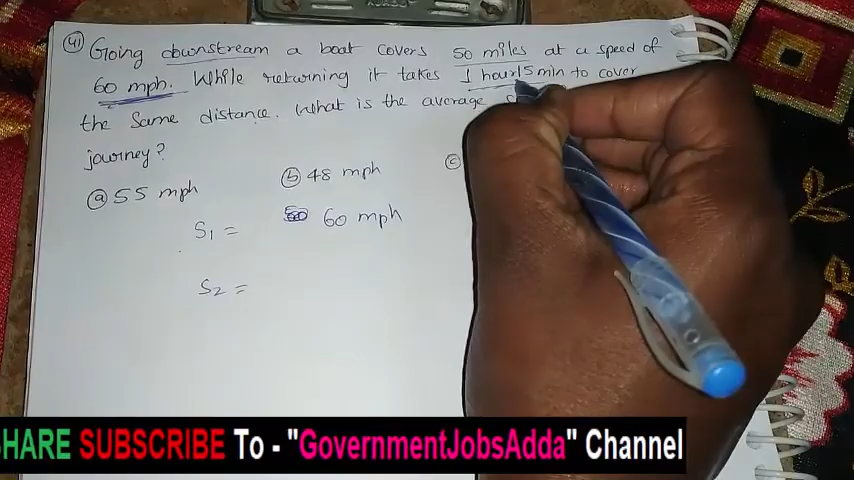 41) Going downstream a boat covers 50 miles at a speed of
60 mph. While returning it takes 1 hour 15 min to cover
the same distance. What is the average
journey?
(a) 55 mph (b) 48 mph (c)
S1 = 60 mph
S2 =
SHARE SUBSCRIBE To - "GovernmentJobsAdda" Channel